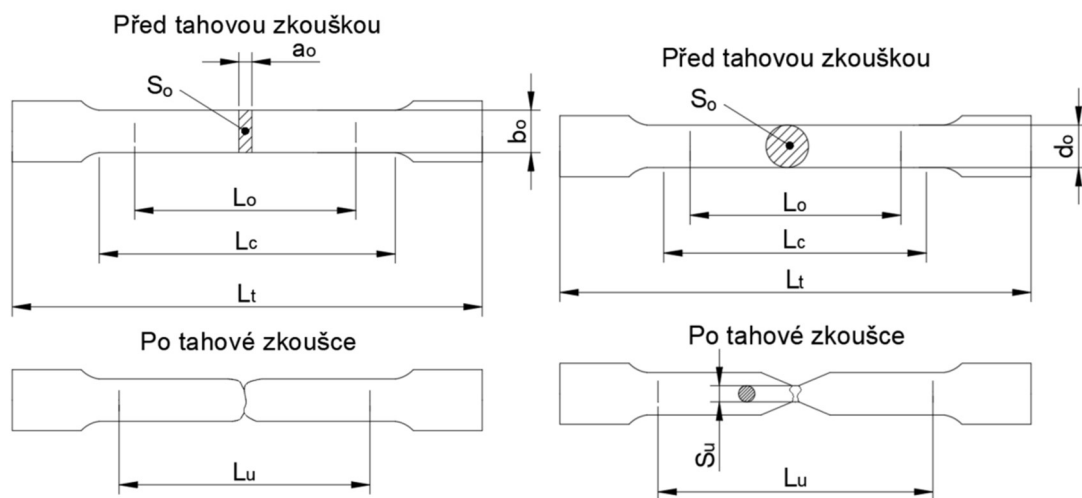 Před tahovou zkouškou
ao
So
bo
Lo
Lc
Lt
Po tahové zkoušce
Lu
Před tahovou zkouškou
So
do
Lo
Lc
Lt
Po tahové zkoušce
Su
Lu